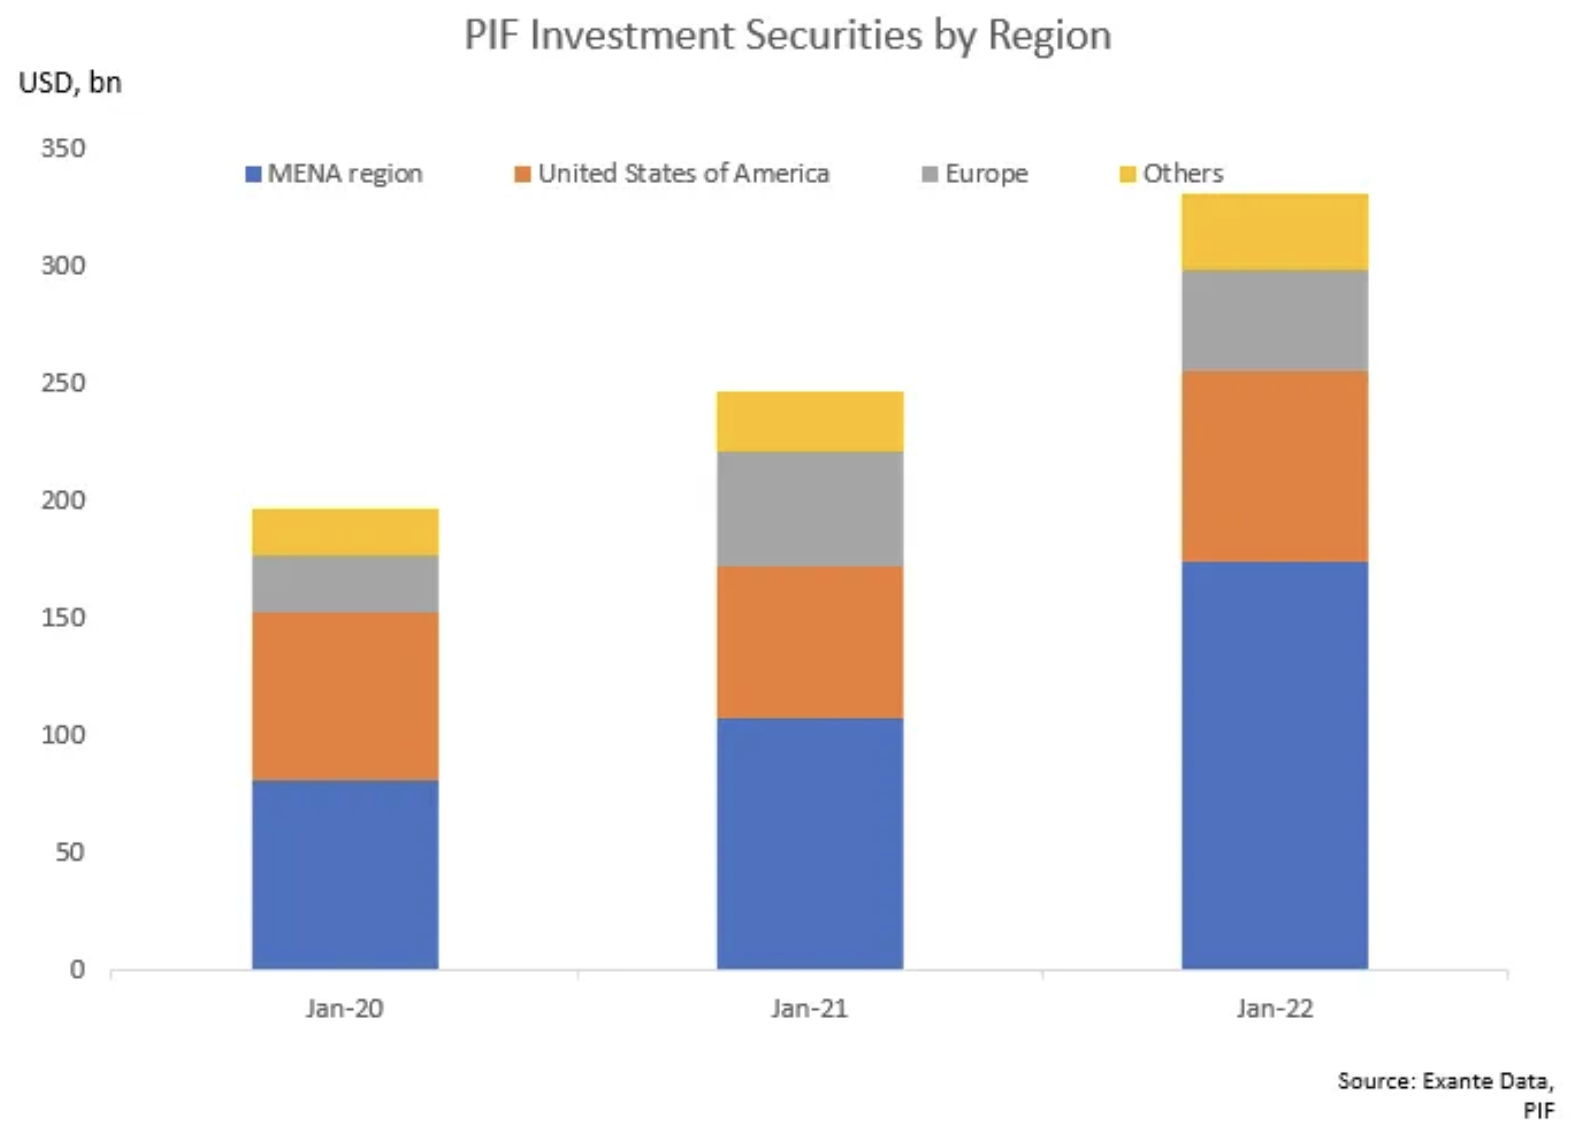 PIF Investment Securities by Region
USD, bn
350
MENA region United States of America Europe Others
300
250
200
150
100
50
0
Jan-20 Jan-21 Jan-22
Source: Exante Data,
PIF